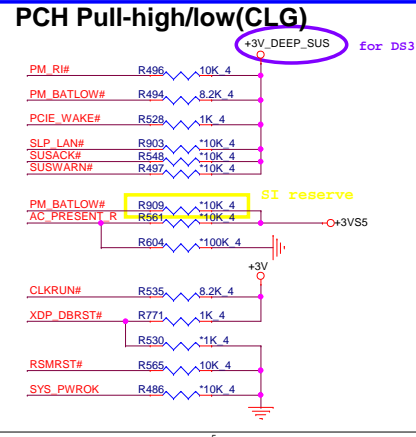 PCH Pull-high/low(CLG)
+3V_DEEP_SUS for DS3
PM_RI# R496 10K_4
PM_BATLOW# R494 8.2K_4
PCIE_WAKE# R528 1K_4
SLP_LAN# R903 *10K_4
SUSACK# R548 *10K_4
SUSWARN# R497 *10K_4
SI reserve
PM_BATLOW# R909 *10K_4
AC_PRESENT_R R561 *10K_4 +3VS5
R604 *100K_4
+3V
CLKRUN# R535 8.2K_4
XDP_DBRST# R771 1K_4
R530 *1K_4
RSMRST# R565 10K_4
SYS_PWROK R486 *10K_4